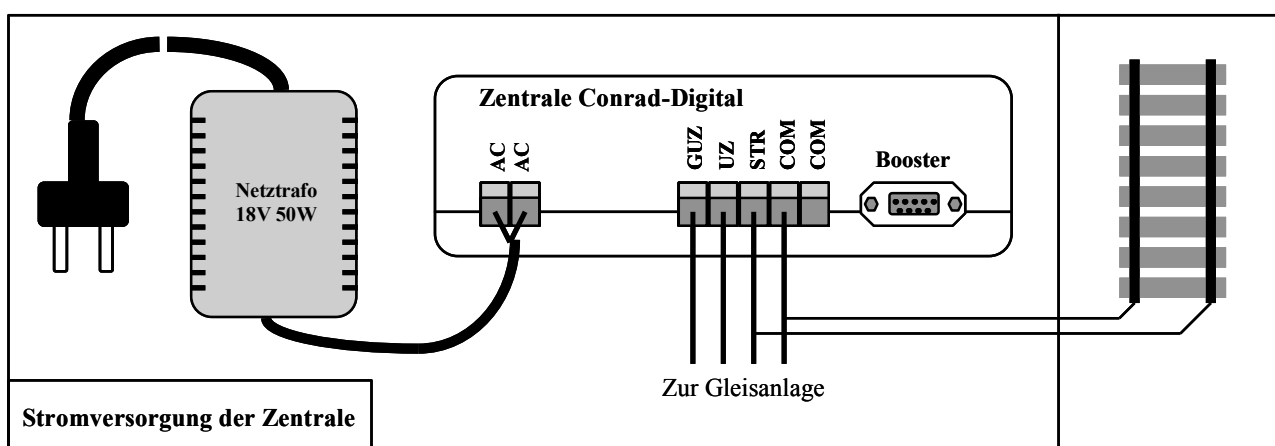 Zentrale Conrad-Digital
AC
AC
GUZ
UZ
STR
COM
COM
Booster
Netztrafo
18V 50W
Zur Gleisanlage
Stromversorgung der Zentrale